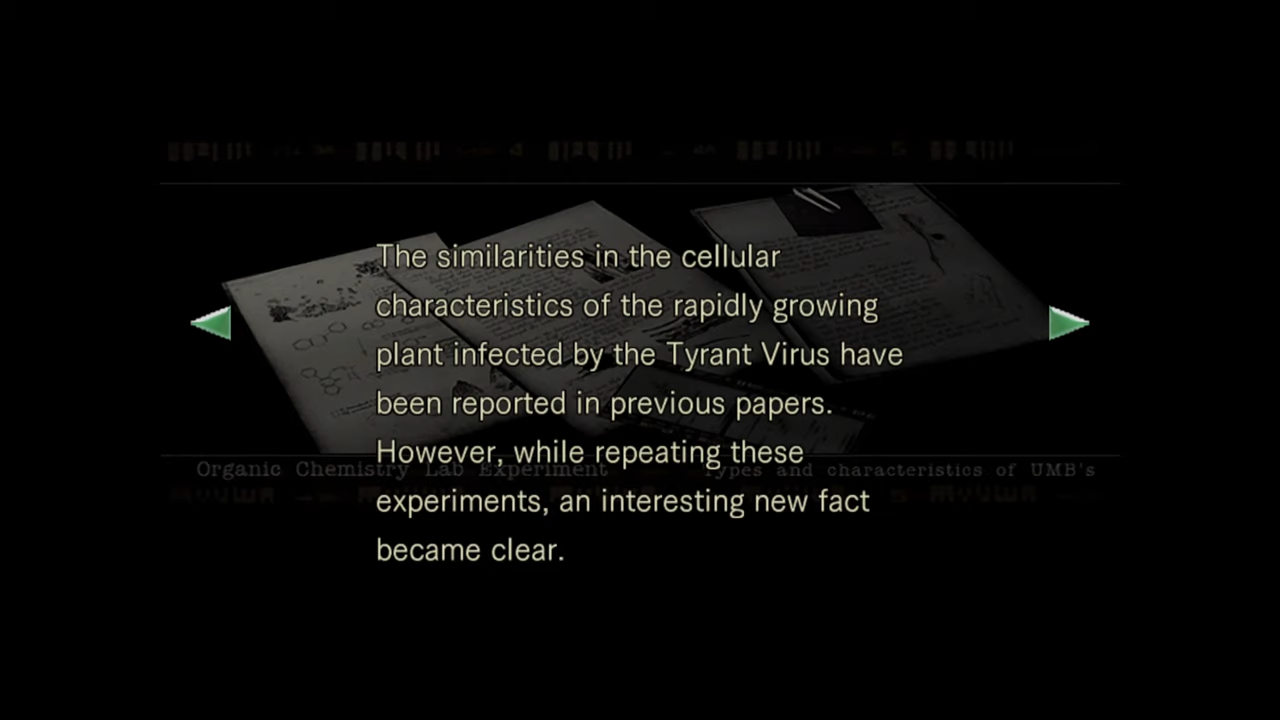 The similarities in the cellular
characteristics of the rapidly growing
plant infected by the Tyrant Virus have
been reported in previous papers.
However, while repeating these
Organic Chemistry Lab Experiment
Types and characteristics of UMB's
experiments, an interesting new fact
became clear.